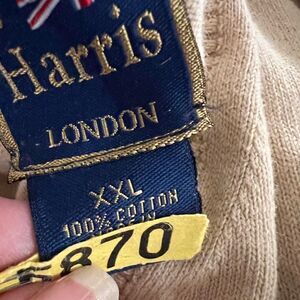 Harris
LONDON
XXL
100% COTTON
870